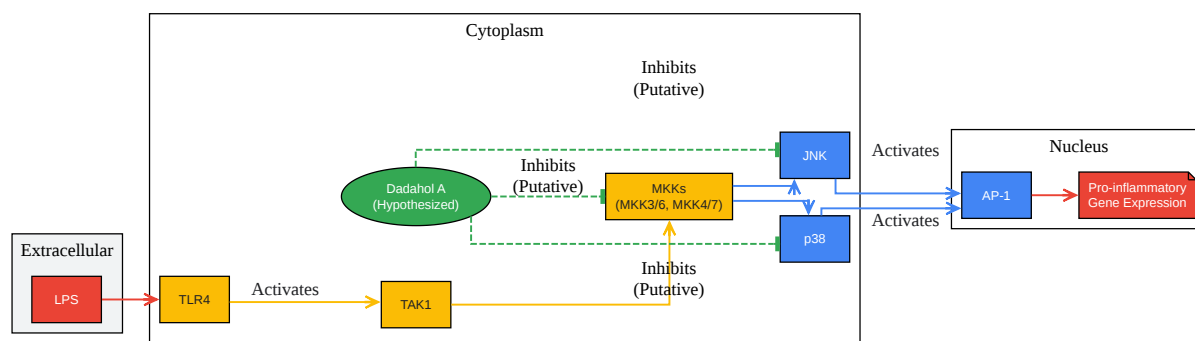 Cytoplasm
Inhibits
(Putative)
JNK
Activates
Nucleus
Inhibits
(Putative)
Dadahol A
(Hypothesized)
MKKs
(MKK3/6, MKK4/7)
AP-1
Pro-inflammatory
Gene Expression
Activates
p38
Extracellular
Inhibits
(Putative)
LPS
TLR4
Activates
TAK1